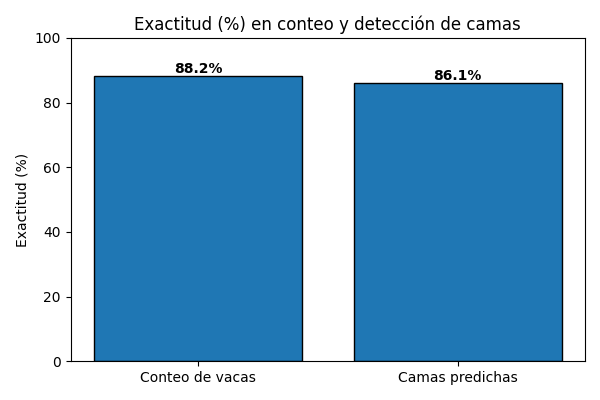 Exactitud (%) en conteo y detección de camas
Exactitud (%)
100
80
60
40
20
0
88.2%
86.1%
Conteo de vacas
Camas predichas